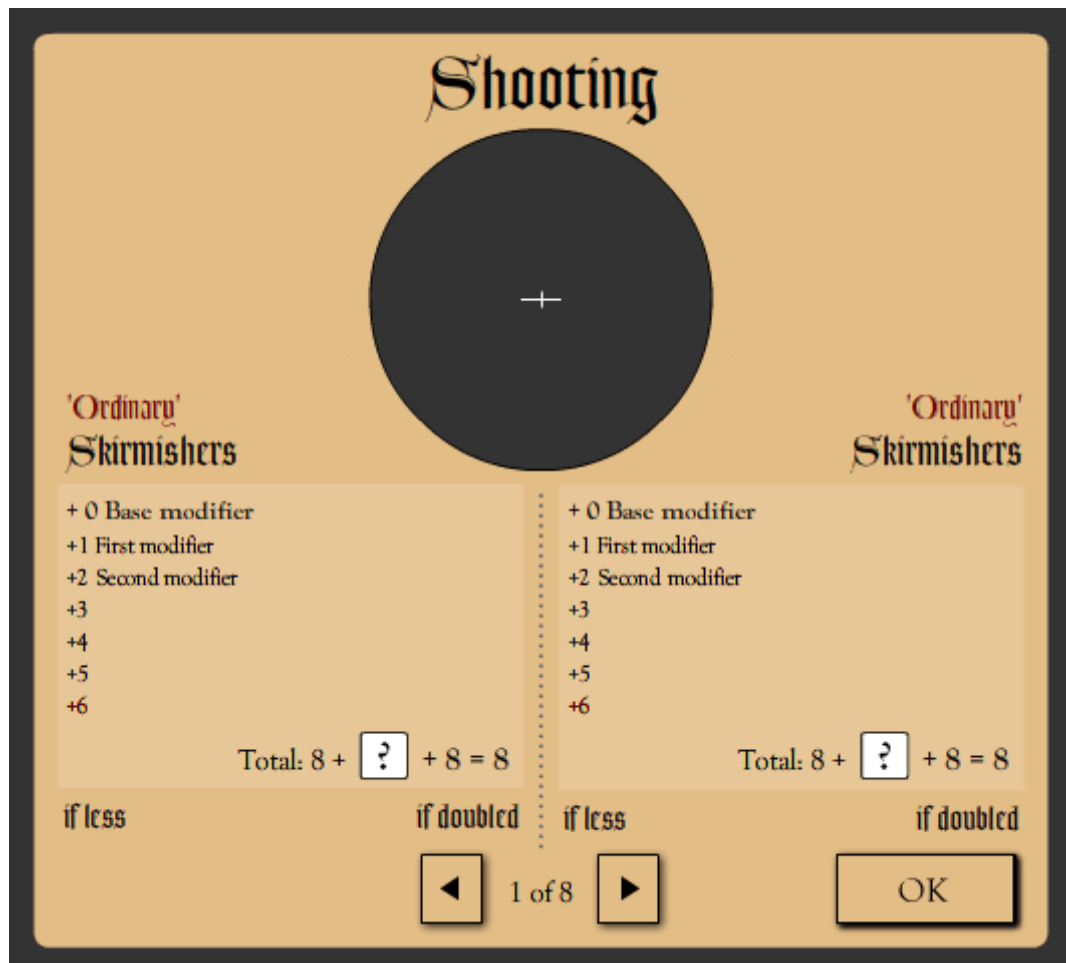 Shooting
'Ordinary'
Skirmishers
+ 0 Base modifier
+1 First modifier
+2 Second modifier
+3
+4
+5
+6
Total: 8 + ? + 8 = 8
if less if doubled
'Ordinary'
Skirmishers
+ 0 Base modifier
+1 First modifier
+2 Second modifier
+3
+4
+5
+6
Total: 8 + ? + 8 = 8
if less if doubled
1 of 8
OK